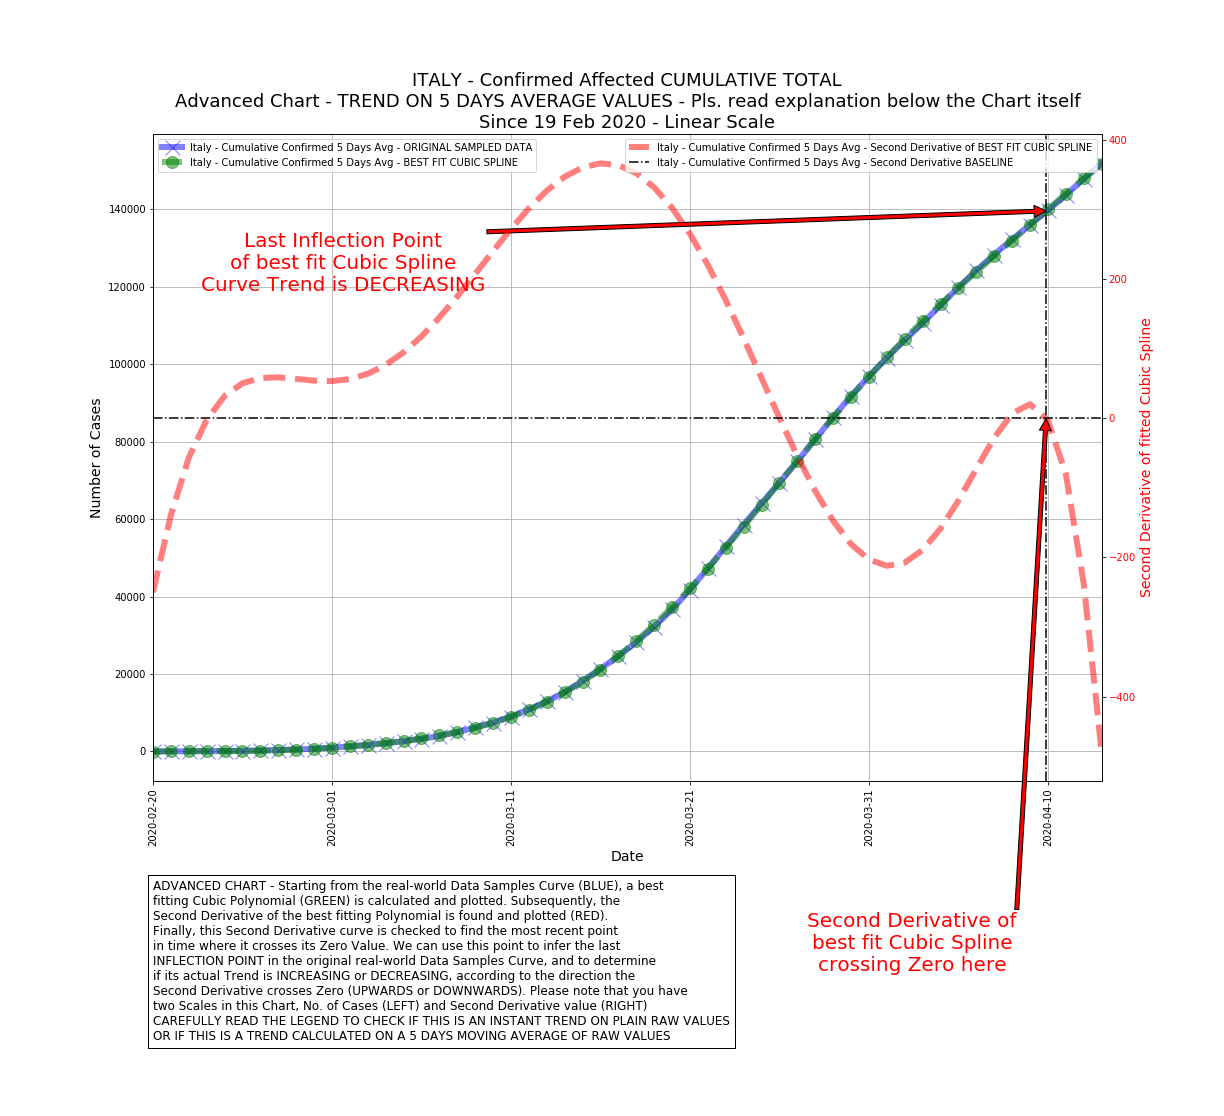 ITALY - Confirmed Affected CUMULATIVE TOTAL
Advanced Chart - TREND ON 5 DAYS AVERAGE VALUES - Pls. read explanation below the Chart itself
Since 19 Feb 2020 - Linear Scale
Italy - Cumulative Confirmed 5 Days Avg - ORIGINAL SAMPLED DATA
Italy - Cumulative Confirmed 5 Days Avg - BEST FIT CUBIC SPLINE
Italy - Cumulative Confirmed 5 Days Avg - Second Derivative of BEST FIT CUBIC SPLINE
Italy - Cumulative Confirmed 5 Days Avg - Second Derivative BASELINE
Last Inflection Point
of best fit Cubic Spline
Curve Trend is DECREASING
Number of Cases
140000
120000
100000
80000
60000
40000
20000
0
400
200
0
−200
−400
Second Derivative of fitted Cubic Spline
2020-02-20
2020-03-01
2020-03-11
2020-03-21
2020-03-31
2020-04-10
Date
Second Derivative of
best fit Cubic Spline
crossing Zero here
ADVANCED CHART - Starting from the real-world Data Samples Curve (BLUE), a best
fitting Cubic Polynomial (GREEN) is calculated and plotted. Subsequently, the
Second Derivative of the best fitting Polynomial is found and plotted (RED).
Finally, this Second Derivative curve is checked to find the most recent point
in time where it crosses its Zero Value. We can use this point to infer the last
INFLECTION POINT in the original real-world Data Samples Curve, and to determine
if its actual Trend is INCREASING or DECREASING, according to the direction the
Second Derivative crosses Zero (UPWARDS or DOWNWARDS). Please note that you have
two Scales in this Chart, No. of Cases (LEFT) and Second Derivative value (RIGHT)
CAREFULLY READ THE LEGEND TO CHECK IF THIS IS AN INSTANT TREND ON PLAIN RAW VALUES
OR IF THIS IS A TREND CALCULATED ON A 5 DAYS MOVING AVERAGE OF RAW VALUES